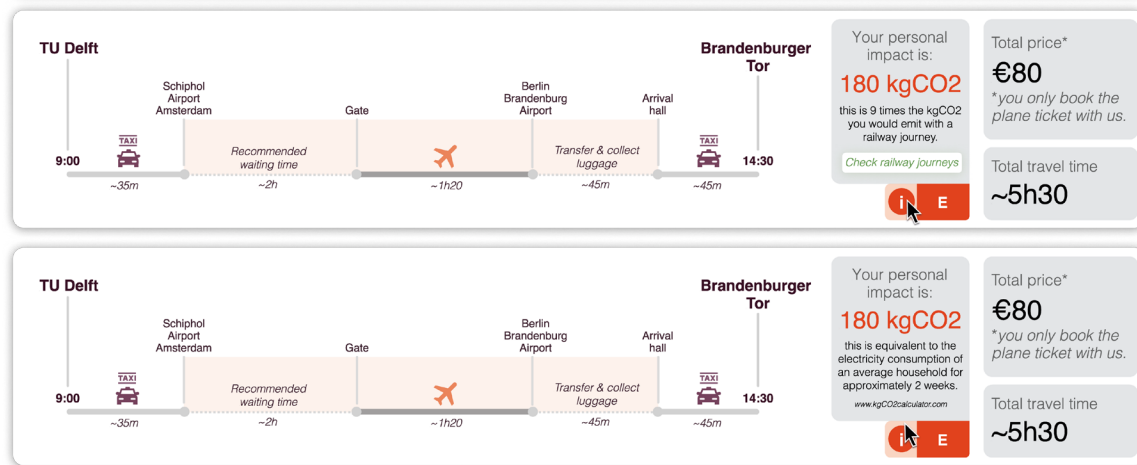 TU Delft
Brandenburger
Tor
Schiphol
Airport
Amsterdam
Gate
Berlin
Brandenburg
Airport
Arrival
hall
TAXI
9:00
Recommended
waiting time
Transfer & collect
luggage
TAXI
14:30
~35m
~2h
~1h20
~45m
~45m
Your personal
impact is:
180 kgCO2
this is 9 times the kgCO2
you would emit with a
railway journey.
Check railway journeys
i
E
Total price*
€80
*you only book the
plane ticket with us.
Total travel time
~5h30
TU Delft
Brandenburger
Tor
Schiphol
Airport
Amsterdam
Gate
Berlin
Brandenburg
Airport
Arrival
hall
TAXI
9:00
Recommended
waiting time
Transfer & collect
luggage
TAXI
14:30
~35m
~2h
~1h20
~45m
~45m
Your personal
impact is:
180 kgCO2
this is equivalent to the
electricity consumption of
an average household for
approximately 2 weeks.
www.kgCO2calculator.com
i
E
Total price*
€80
*you only book the
plane ticket with us.
Total travel time
~5h30